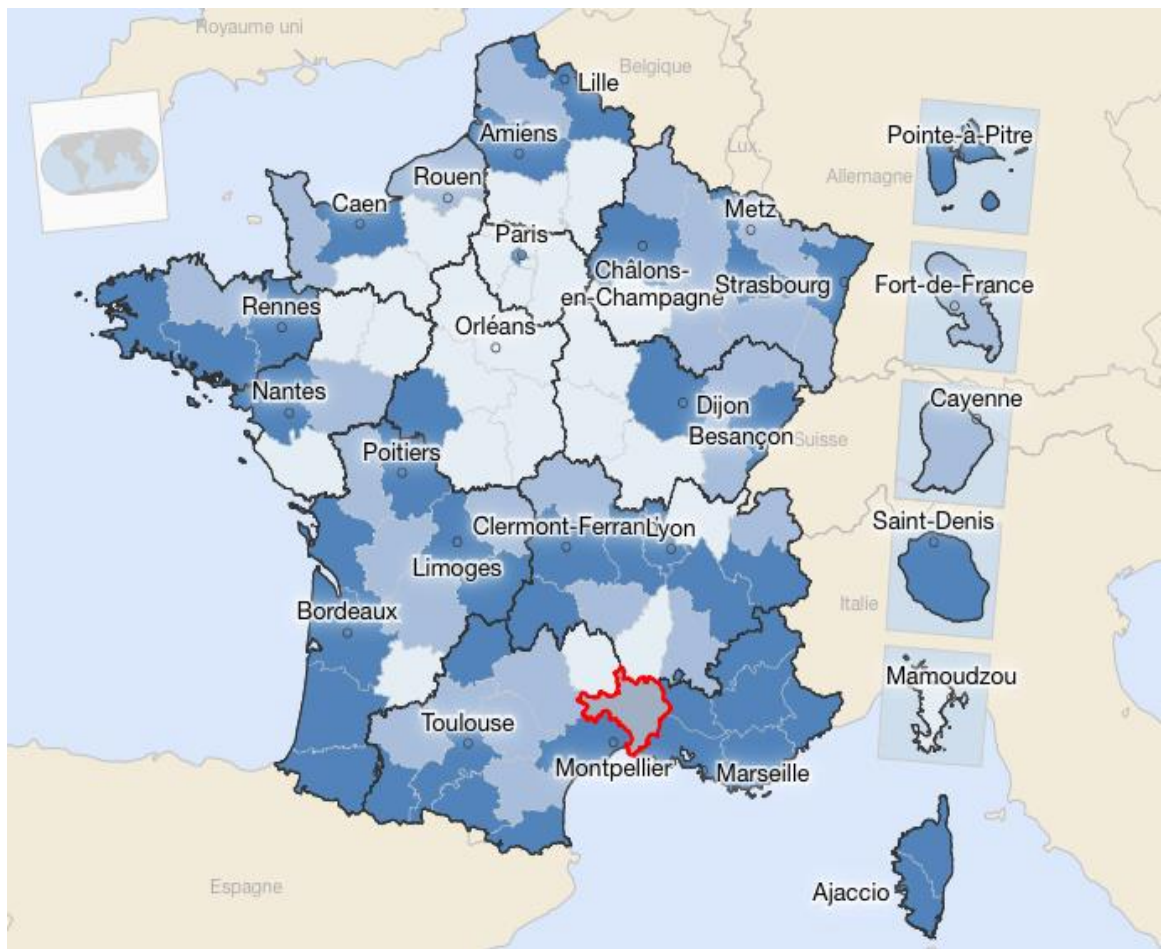 Royaume uni
Belgique
Lille
Pointe-à-Pitre
Amiens
Lux.
Allemagne
Rouen
Caen
Metz
Paris
Châlons-
en-Champagne
Strasbourg
Fort-de-France
Rennes
Orléans
Nantes
Dijon
Cayenne
Besançon
Suisse
Poitiers
Clermont-Ferran
Lyon
Saint-Denis
Limoges
Bordeaux
Italie
Mamoudzou
Toulouse
Montpellier
Marseille
Espagne
Ajaccio